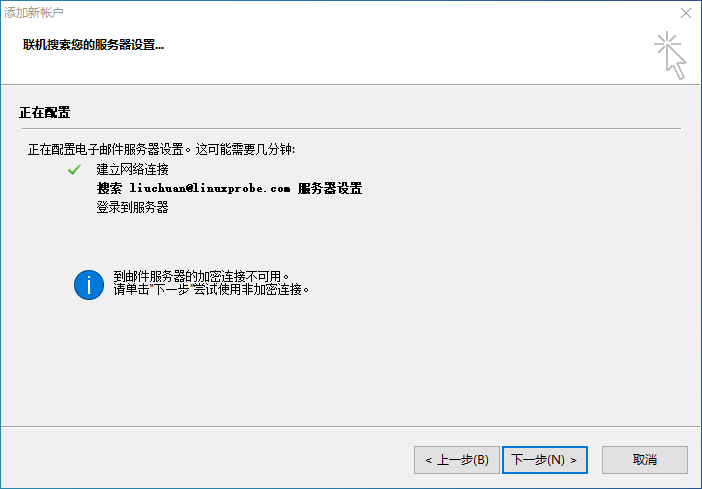 添加新帐户
联机搜索您的服务器设置...
正在配置
正在配置电子邮件服务器设置。这可能需要几分钟:
建立网络连接
搜索 liuchuan@linuxprobe.com 服务器设置
登录到服务器
到邮件服务器的加密连接不可用。
请单击"下一步"尝试使用非加密连接。
< 上一步(B)
下一步(N) >
取消